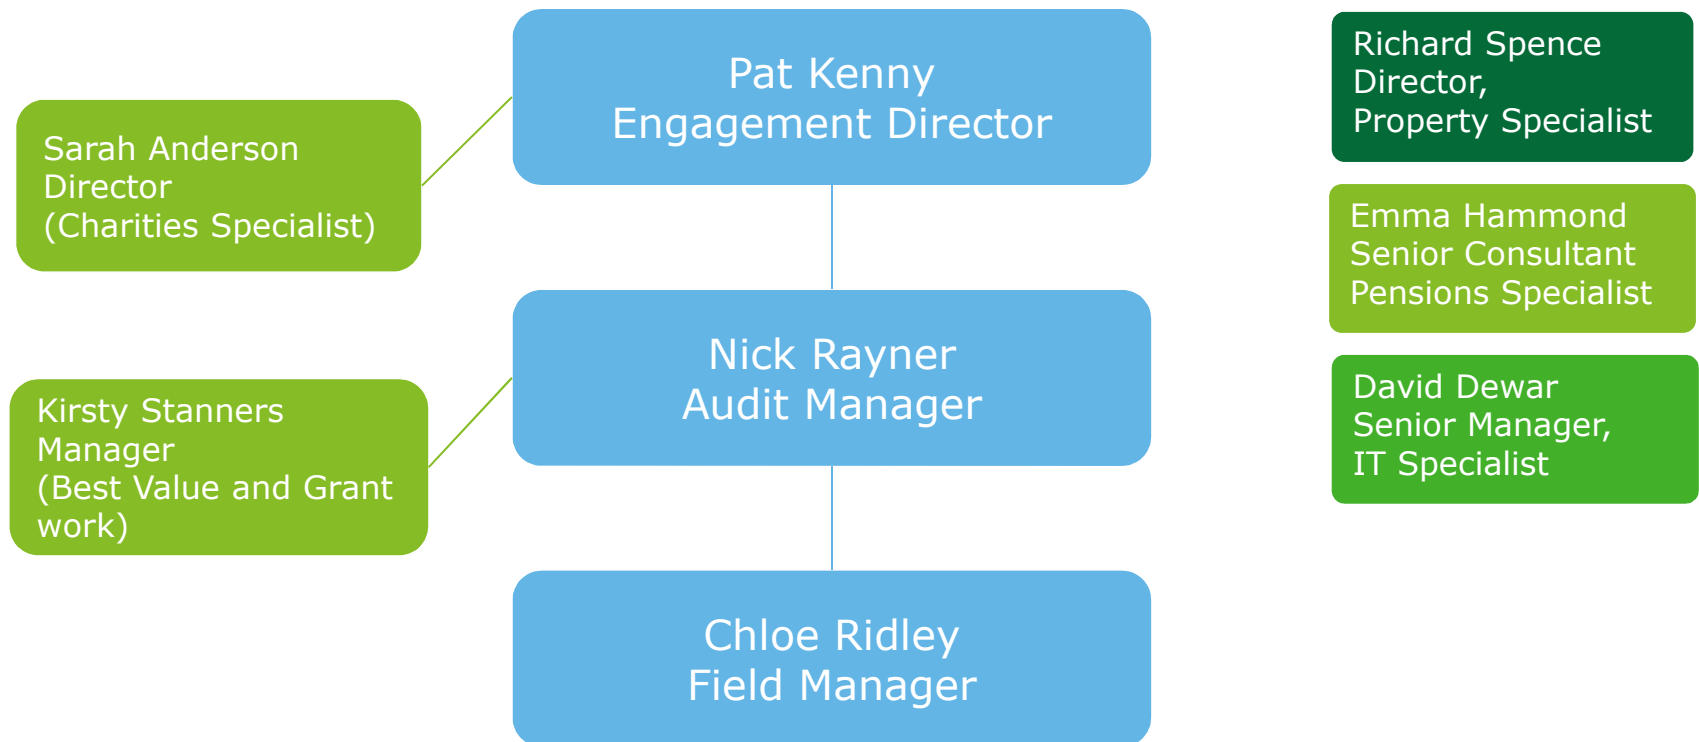 Pat Kenny
Engagement Director
Sarah Anderson
Director
(Charities Specialist)
Nick Rayner
Audit Manager
Kirsty Stanners
Manager
(Best Value and Grant
work)
Chloe Ridley
Field Manager
Richard Spence
Director,
Property Specialist
Emma Hammond
Senior Consultant
Pensions Specialist
David Dewar
Senior Manager,
IT Specialist